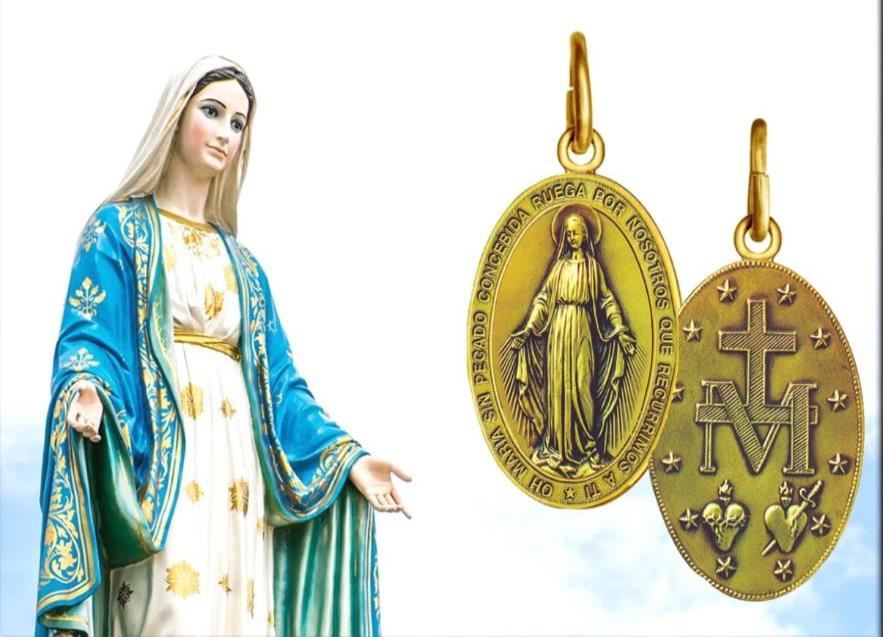 OH MARIA SIN PECADO CONCEBIDA RUEGA POR NOSOTROS QUE RECURRIMOS A TI